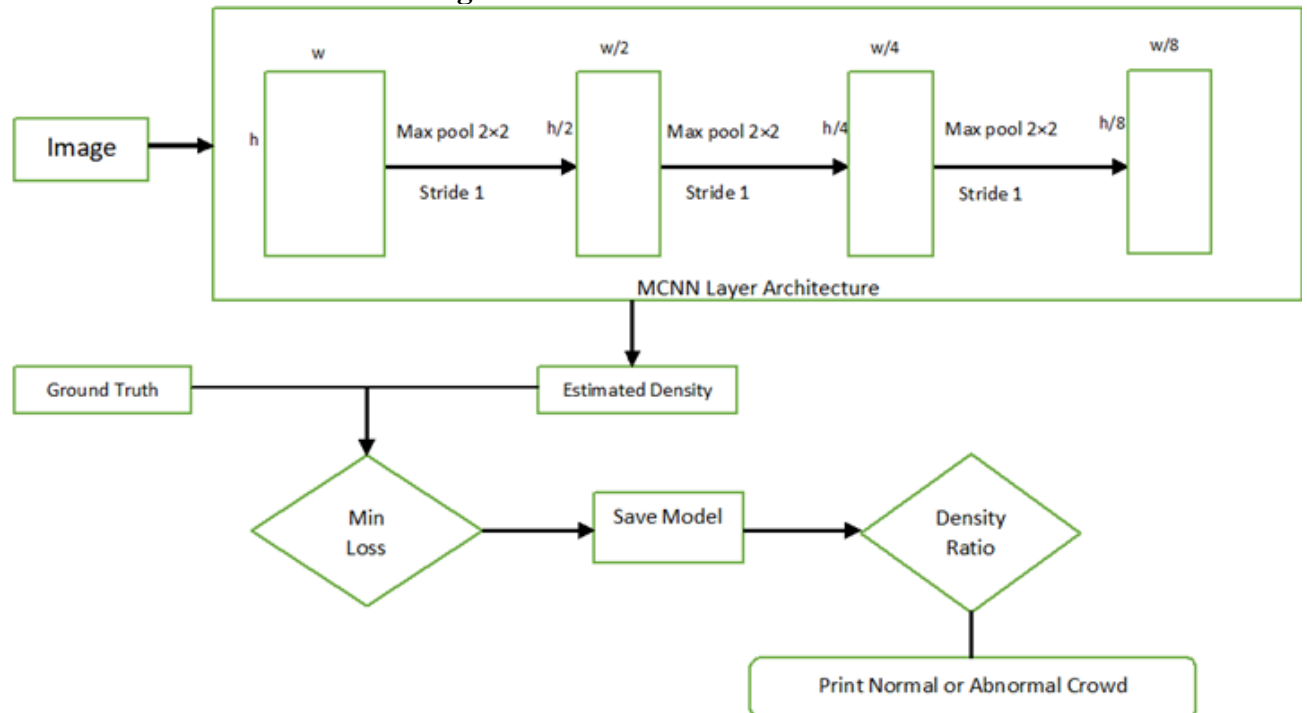 w
w/2
w/4
w/8
Image
h
Max pool 2×2
Stride 1
h/2
Max pool 2×2
Stride 1
h/4
Max pool 2×2
Stride 1
h/8
MCNN Layer Architecture
Ground Truth
Estimated Density
Min
Loss
Save Model
Density
Ratio
Print Normal or Abnormal Crowd